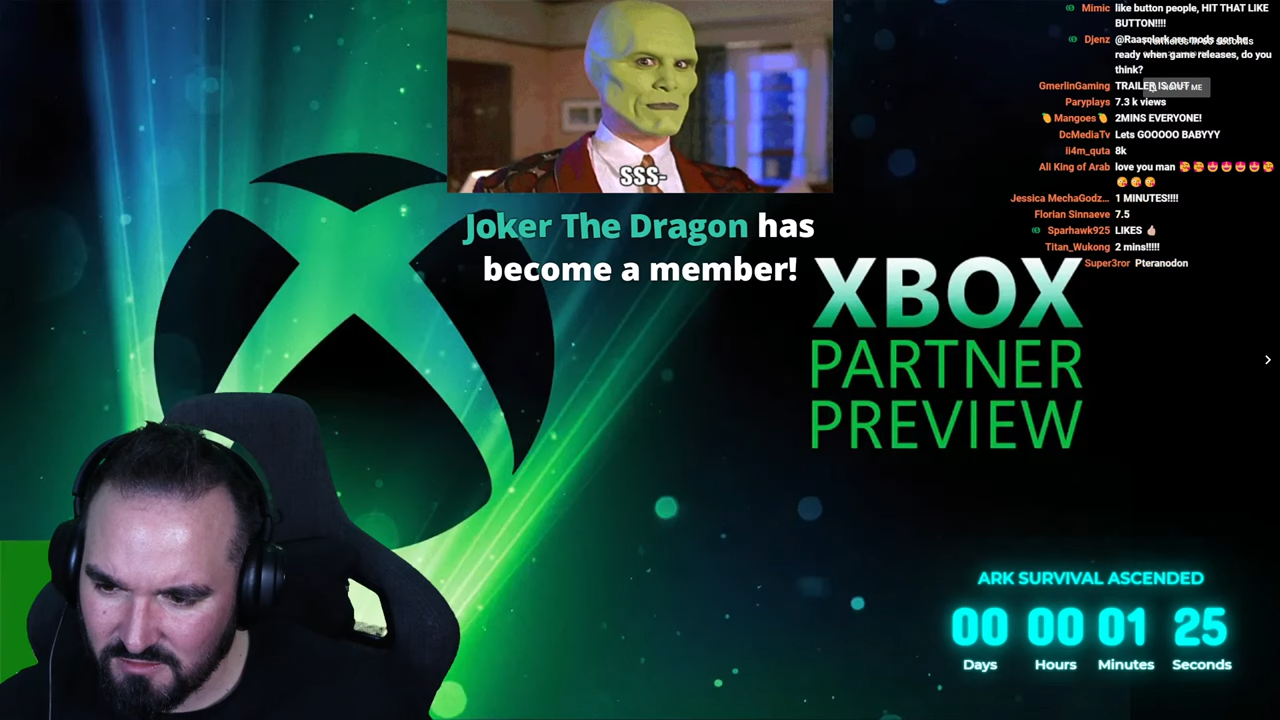 Mimic like button people, HIT THAT LIKE
BUTTON!!!!
Djenz @Raasclark are mods gon be
ready when game releases, do you
think?
GmerlinGaming TRAILER IS OUT
Paryplays 7.3 k views
Mangoes 2MINS EVERYONE!
DcMediaTv Lets GOOOOO BABYYY
ii4m_quta 8k
Ali King of Arab love you man
Jessica MechaGodz... 1 MINUTES!!!!
Florian Sinnaeve 7.5
Sparhawk925 LIKES
Titan_Wukong 2 mins!!!!!
Super3ror Pteranodon
SSS-
Joker The Dragon has
become a member!
XBOX
PARTNER
PREVIEW
ARK SURVIVAL ASCENDED
00 00 01 25
Days Hours Minutes Seconds